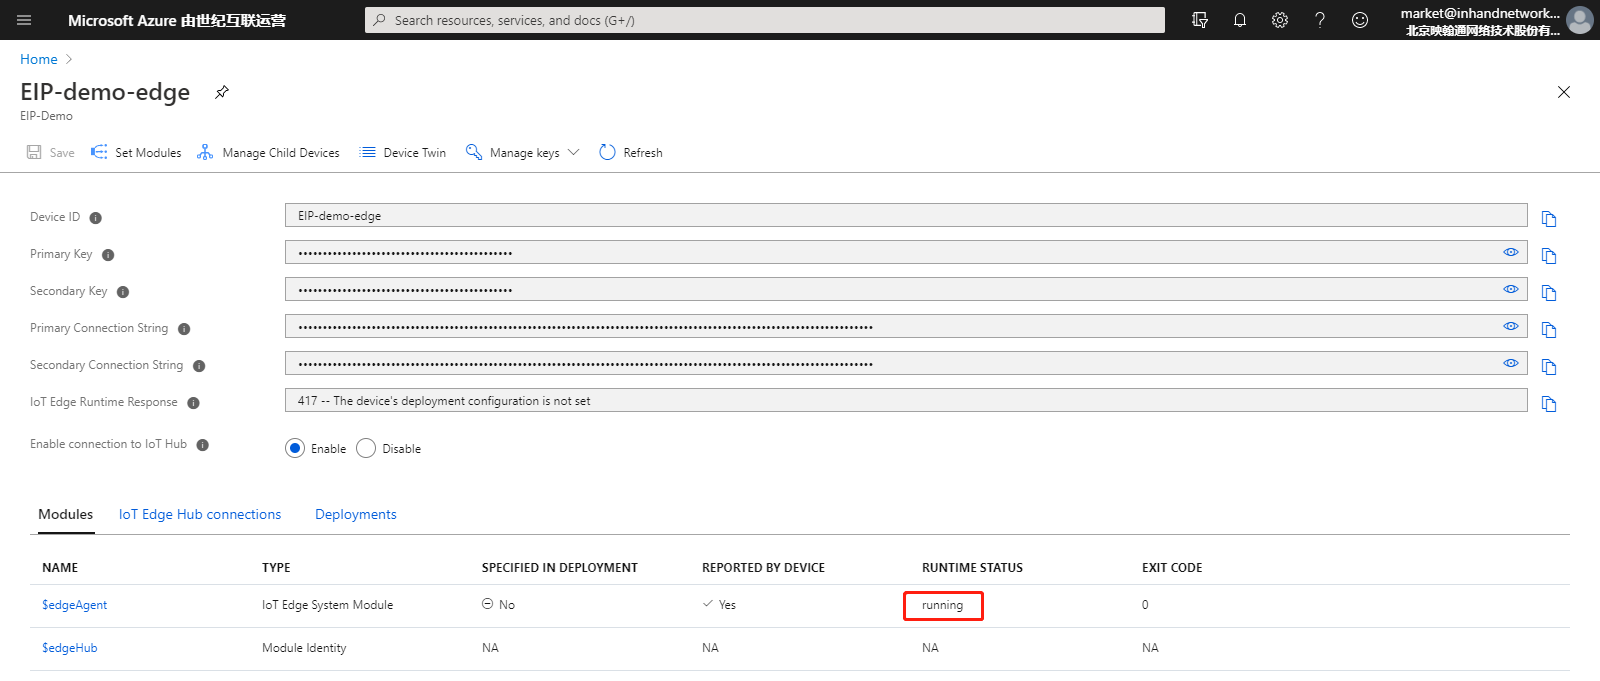 Microsoft Azure 由世纪互联运营
Search resources, services, and docs (G+/)
market@inhandnetwork...
北京映翰通网络技术股份有...
Home
EIP-demo-edge
EIP-Demo
Save Set Modules Manage Child Devices Device Twin Manage keys Refresh
Device ID EIP-demo-edge
Primary Key
Secondary Key
Primary Connection String
Secondary Connection String
IoT Edge Runtime Response 417 -- The device's deployment configuration is not set
Enable connection to IoT Hub Enable Disable
Modules IoT Edge Hub connections Deployments
NAME TYPE SPECIFIED IN DEPLOYMENT REPORTED BY DEVICE RUNTIME STATUS EXIT CODE
$edgeAgent IoT Edge System Module No Yes running 0
$edgeHub Module Identity NA NA NA NA